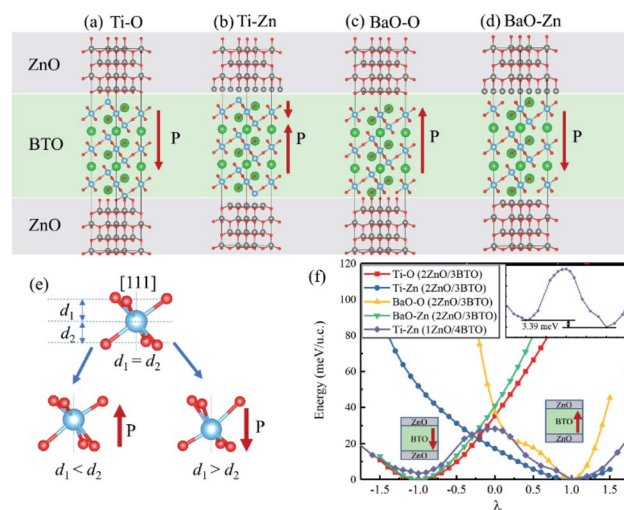 (a) Ti-O
(b) Ti-Zn
(c) BaO-O
(d) BaO-Zn
ZnO
BTO
ZnO
P
P
P
P
(e)
[111]
d₁
d₂
d₁ = d₂
P
P
d₁ < d₂
d₁ > d₂
(f)
120
100
80
60
40
20
0
Energy (meV/u.c.)
Ti-O (2ZnO/3BTO)
Ti-Zn (2ZnO/3BTO)
BaO-O (2ZnO/3BTO)
BaO-Zn (2ZnO/3BTO)
Ti-Zn (1ZnO/4BTO)
3.39 meV
ZnO
BTO
ZnO
ZnO
BTO
ZnO
-1.5 -1.0 -0.5 0.0 0.5 1.0 1.5
λ